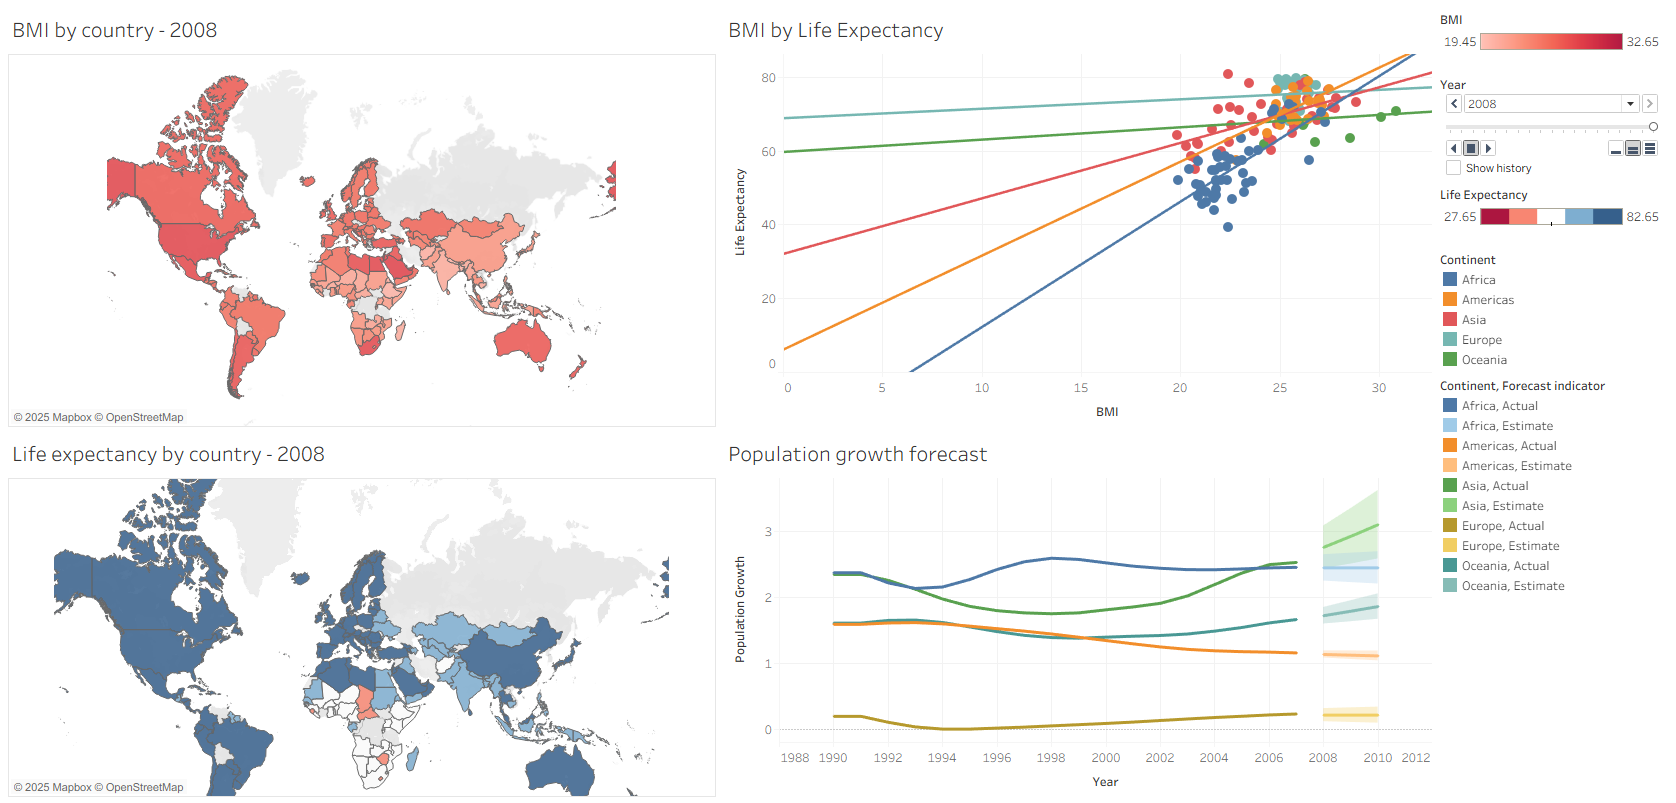 BMI by country - 2008
© 2025 Mapbox © OpenStreetMap
BMI by Life Expectancy
Life Expectancy
80
60
40
20
0
0 5 10 15 20 25 30
BMI
Life expectancy by country - 2008
© 2025 Mapbox © OpenStreetMap
Population growth forecast
Population Growth
3
2
1
0
1988 1990 1992 1994 1996 1998 2000 2002 2004 2006 2008 2010 2012
Year
BMI
19.45 32.65
Year
2008
Show history
Life Expectancy
27.65 82.65
Continent
Africa
Americas
Asia
Europe
Oceania
Continent, Forecast indicator
Africa, Actual
Africa, Estimate
Americas, Actual
Americas, Estimate
Asia, Actual
Asia, Estimate
Europe, Actual
Europe, Estimate
Oceania, Actual
Oceania, Estimate